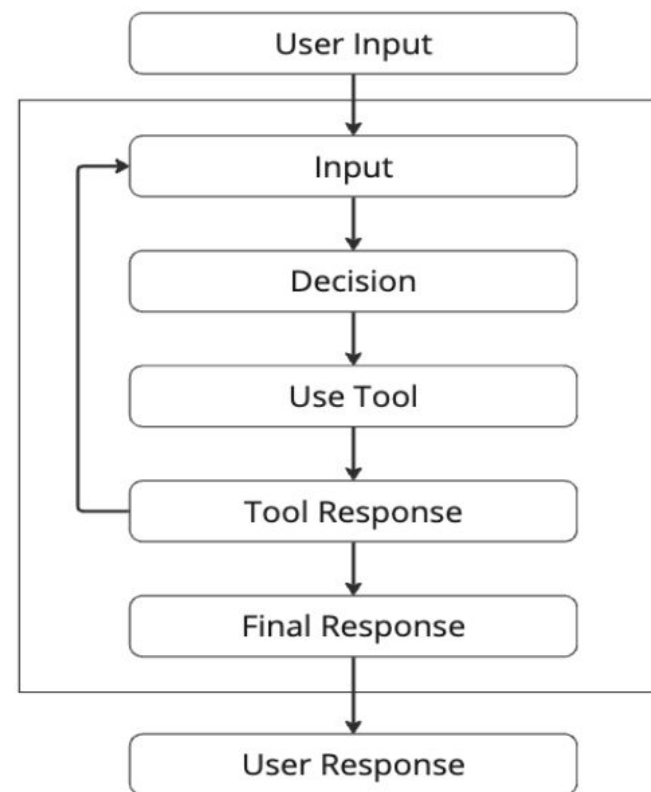 User Input
Input
Decision
Use Tool
Tool Response
Final Response
User Response